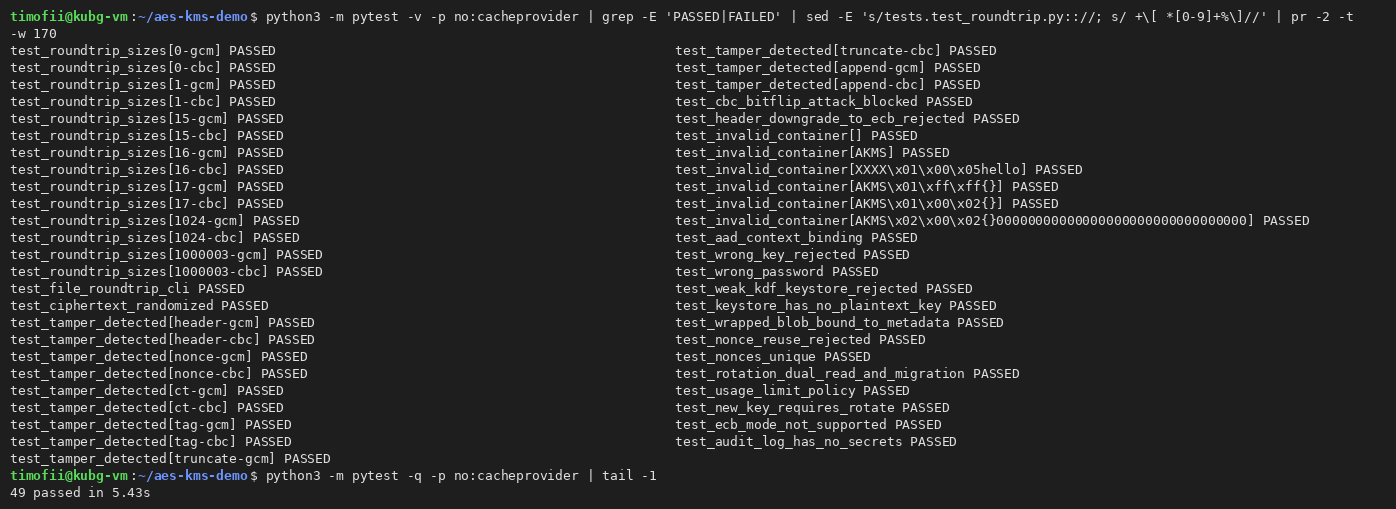 timofii@kubg-vm:~/aes-kms-demo$ python3 -m pytest -v -p no:cacheprovider | grep -E 'PASSED|FAILED' | sed -E 's/tests.test_roundtrip.py:://; s/ +\[ *[0-9]+%\]//' | pr -2 -t
-w 170
test_roundtrip_sizes[0-gcm] PASSED test_tamper_detected[truncate-cbc] PASSED
test_roundtrip_sizes[0-cbc] PASSED test_tamper_detected[append-gcm] PASSED
test_roundtrip_sizes[1-gcm] PASSED test_tamper_detected[append-cbc] PASSED
test_roundtrip_sizes[1-cbc] PASSED test_cbc_bitflip_attack_blocked PASSED
test_roundtrip_sizes[15-gcm] PASSED test_header_downgrade_to_ecb_rejected PASSED
test_roundtrip_sizes[15-cbc] PASSED test_invalid_container[] PASSED
test_roundtrip_sizes[16-gcm] PASSED test_invalid_container[AKMS] PASSED
test_roundtrip_sizes[16-cbc] PASSED test_invalid_container[XXXX\x01\x00\x05hello] PASSED
test_roundtrip_sizes[17-gcm] PASSED test_invalid_container[AKMS\x01\xff\xff{}] PASSED
test_roundtrip_sizes[17-cbc] PASSED test_invalid_container[AKMS\x01\x00\x02{}] PASSED
test_roundtrip_sizes[1024-gcm] PASSED test_invalid_container[AKMS\x02\x00\x02{}00000000000000000000000000000000] PASSED
test_roundtrip_sizes[1024-cbc] PASSED test_aad_context_binding PASSED
test_roundtrip_sizes[1000003-gcm] PASSED test_wrong_key_rejected PASSED
test_roundtrip_sizes[1000003-cbc] PASSED test_wrong_password PASSED
test_file_roundtrip_cli PASSED test_weak_kdf_keystore_rejected PASSED
test_ciphertext_randomized PASSED test_keystore_has_no_plaintext_key PASSED
test_tamper_detected[header-gcm] PASSED test_wrapped_blob_bound_to_metadata PASSED
test_tamper_detected[header-cbc] PASSED test_nonce_reuse_rejected PASSED
test_tamper_detected[nonce-gcm] PASSED test_nonces_unique PASSED
test_tamper_detected[nonce-cbc] PASSED test_rotation_dual_read_and_migration PASSED
test_tamper_detected[ct-gcm] PASSED test_usage_limit_policy PASSED
test_tamper_detected[ct-cbc] PASSED test_new_key_requires_rotate PASSED
test_tamper_detected[tag-gcm] PASSED test_ecb_mode_not_supported PASSED
test_tamper_detected[tag-cbc] PASSED test_audit_log_has_no_secrets PASSED
test_tamper_detected[truncate-gcm] PASSED
timofii@kubg-vm:~/aes-kms-demo$ python3 -m pytest -q -p no:cacheprovider | tail -1
49 passed in 5.43s